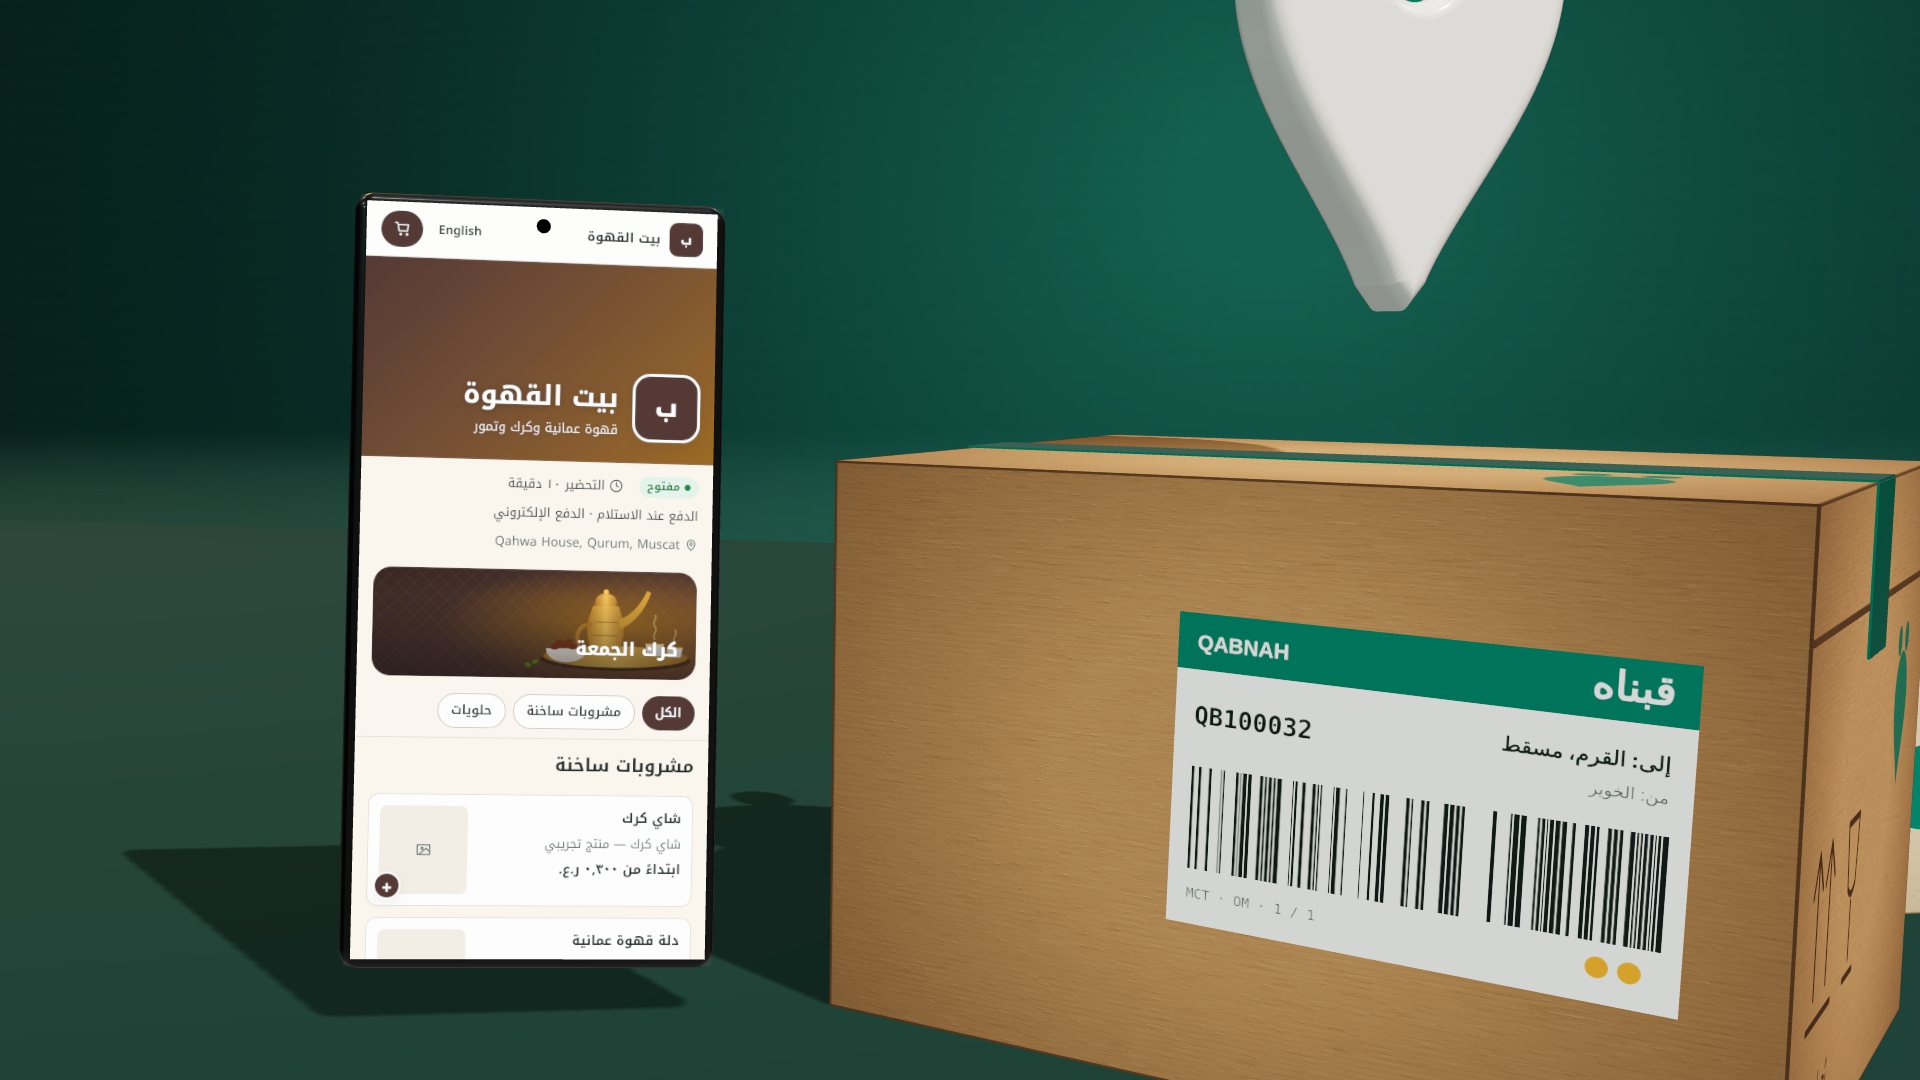 English
بيت القهوة
ب
بيت القهوة
ب
قهوة عمانية وكرك وتمور
مفتوح
التحضير ١٠ دقيقة
الدفع عند الاستلام · الدفع الإلكتروني
Qahwa House, Qurum, Muscat
كرك الجمعة
الكل
مشروبات ساخنة
حلويات
مشروبات ساخنة
شاي كرك
شاي كرك — منتج تجريبي
ابتداءً من ٠,٣٠٠ ر.ع.
دلة قهوة عمانية
QABNAH
قبناه
QB100032
إلى: القرم، مسقط
من: الخوير
MCT · OM · 1 / 1